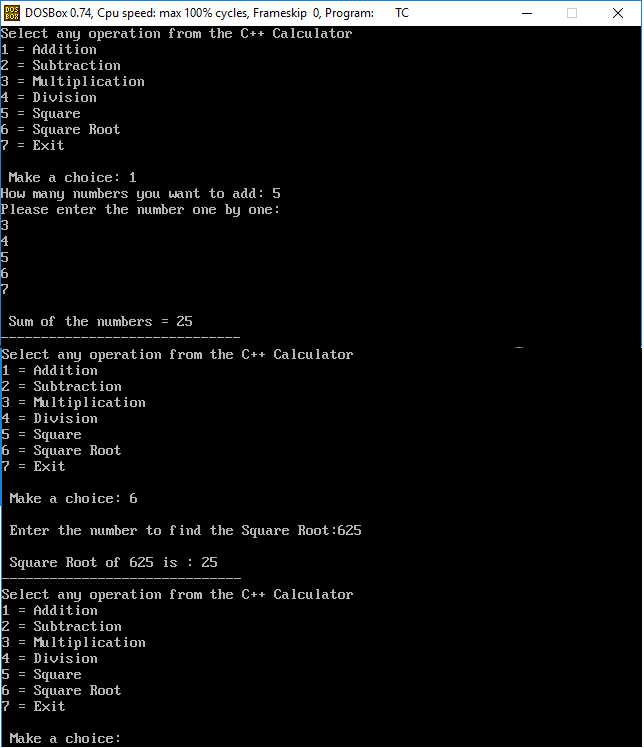 DOSBox 0.74, Cpu speed: max 100% cycles, Frameskip 0, Program: TC
Select any operation from the C++ Calculator
1 = Addition
2 = Subtraction
3 = Multiplication
4 = Division
5 = Square
6 = Square Root
7 = Exit
Make a choice: 1
How many numbers you want to add: 5
Please enter the number one by one:
3
4
5
6
7
Sum of the numbers = 25
------------------------------
Select any operation from the C++ Calculator
1 = Addition
2 = Subtraction
3 = Multiplication
4 = Division
5 = Square
6 = Square Root
7 = Exit
Make a choice: 6
Enter the number to find the Square Root:625
Square Root of 625 is : 25
------------------------------
Select any operation from the C++ Calculator
1 = Addition
2 = Subtraction
3 = Multiplication
4 = Division
5 = Square
6 = Square Root
7 = Exit
Make a choice: